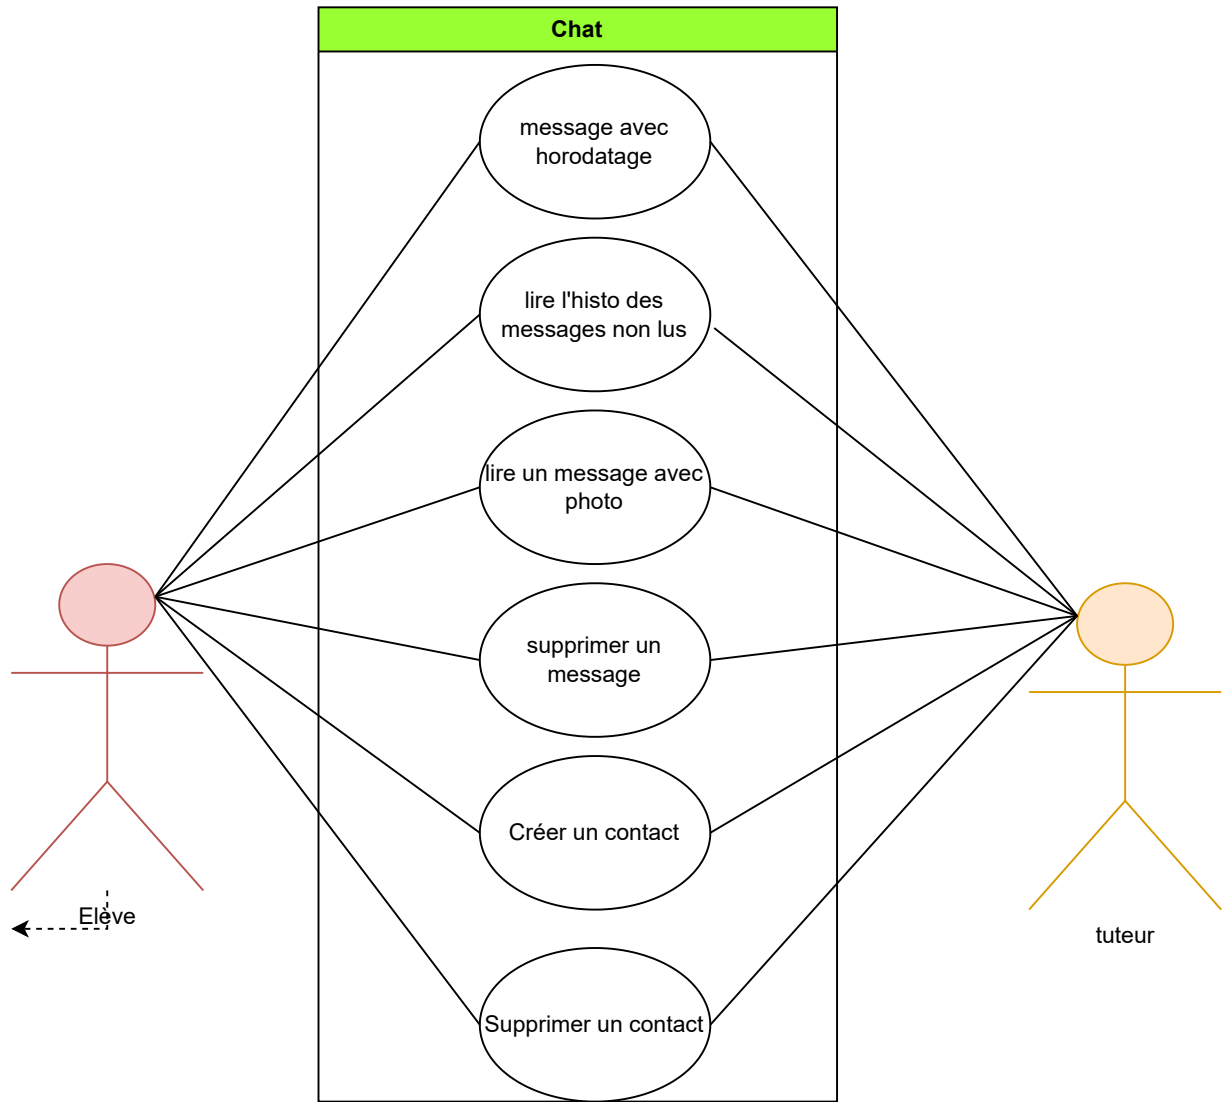 Chat
message avec
horodatage
lire l'histo des
messages non lus
lire un message avec
photo
supprimer un
message
Créer un contact
Elève
tuteur
Supprimer un contact